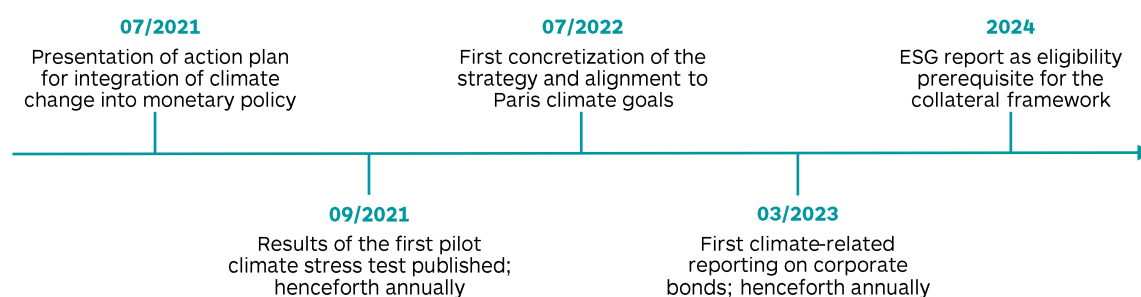 07/2021
Presentation of action plan
for integration of climate
change into monetary policy
07/2022
First concretization of the
strategy and alignment to
Paris climate goals
2024
ESG report as eligibility
prerequisite for the
collateral framework
09/2021
Results of the first pilot
climate stress test published;
henceforth annually
03/2023
First climate-related
reporting on corporate
bonds; henceforth annually